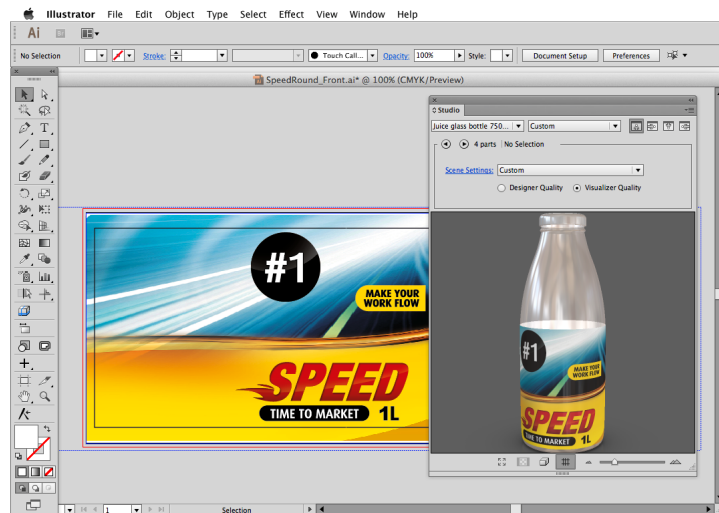 Illustrator File Edit Object Type Select Effect View Window Help
Ai
No Selection Stroke: Touch Call... Opacity: 100% Style: Document Setup Preferences
SpeedRound_Front.ai* @ 100% (CMYK/Preview)
Studio
Juice glass bottle 750... Custom
4 parts No Selection
Scene Settings: Custom
Designer Quality Visualizer Quality
#1
MAKE YOUR
WORK FLOW
SPEED
TIME TO MARKET 1L
#1
MAKE YOUR
WORK FLOW
SPEED
TIME TO MARKET 1L
1 Selection